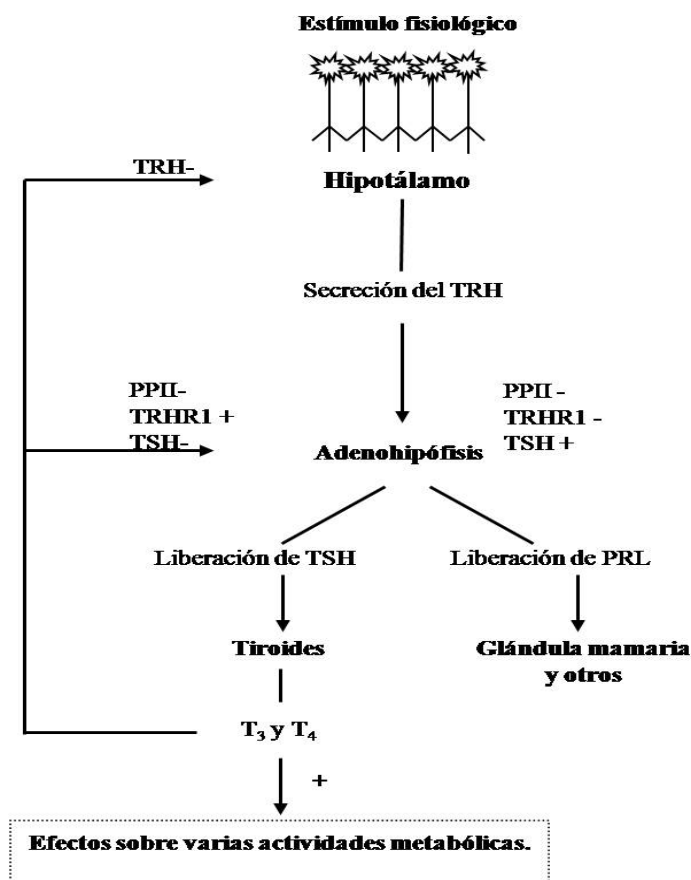 Estímulo fisiológico
TRH-
Hipotálamo
Secreción del TRH
PPII-
TRHR1 +
TSH-
PPII -
TRHR1 -
TSH +
Adenohipófisis
Liberación de TSH
Liberación de PRL
Tiroides
Glándula mamaria
y otros
T₃ y T₄
+
Efectos sobre varias actividades metabólicas.